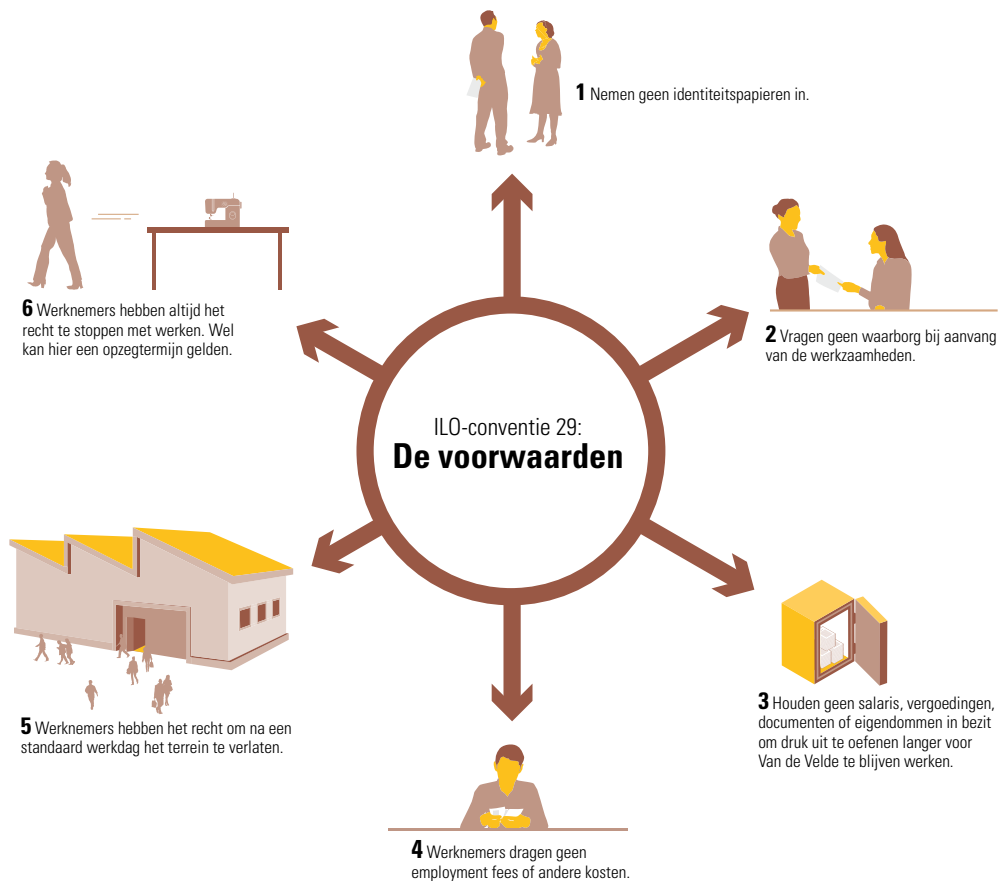 1 Nemen geen identiteitspapieren in.
2 Vragen geen waarborg bij aanvang
van de werkzaamheden.
3 Houden geen salaris, vergoedingen,
documenten of eigendommen in bezit
om druk uit te oefenen langer voor
Van de Velde te blijven werken.
4 Werknemers dragen geen
employment fees of andere kosten.
5 Werknemers hebben het recht om na een
standaard werkdag het terrein te verlaten.
6 Werknemers hebben altijd het
recht te stoppen met werken. Wel
kan hier een opzegtermijn gelden.
ILO-conventie 29:
De voorwaarden